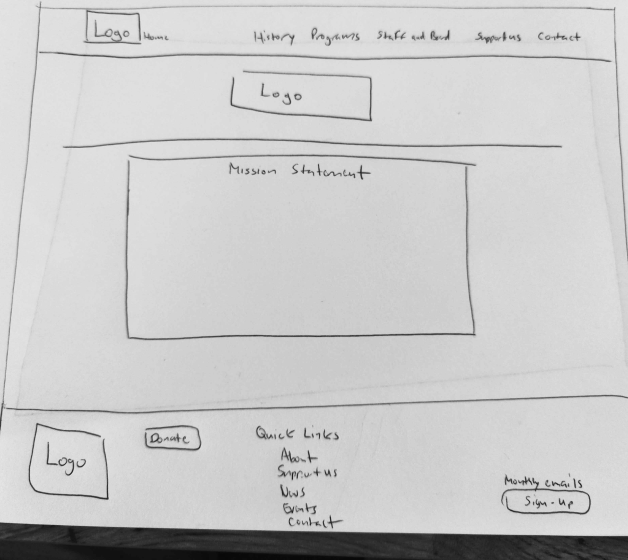 Logo Home History Programs Staff and Board Support us Contact
Logo
Mission Statement
Logo
Donate
Quick Links
About
Support us
News
Events
Contact
Monthly emails
Sign-Up